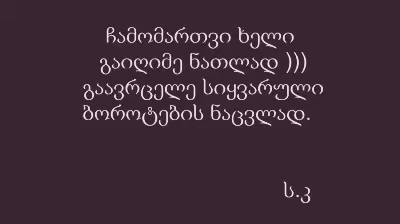 ჩამომართვი ხელი
გაიღიმე ნათლად )))
გაავრცელე სიყვარული
ბოროტების ნაცვლად.
ს.კ